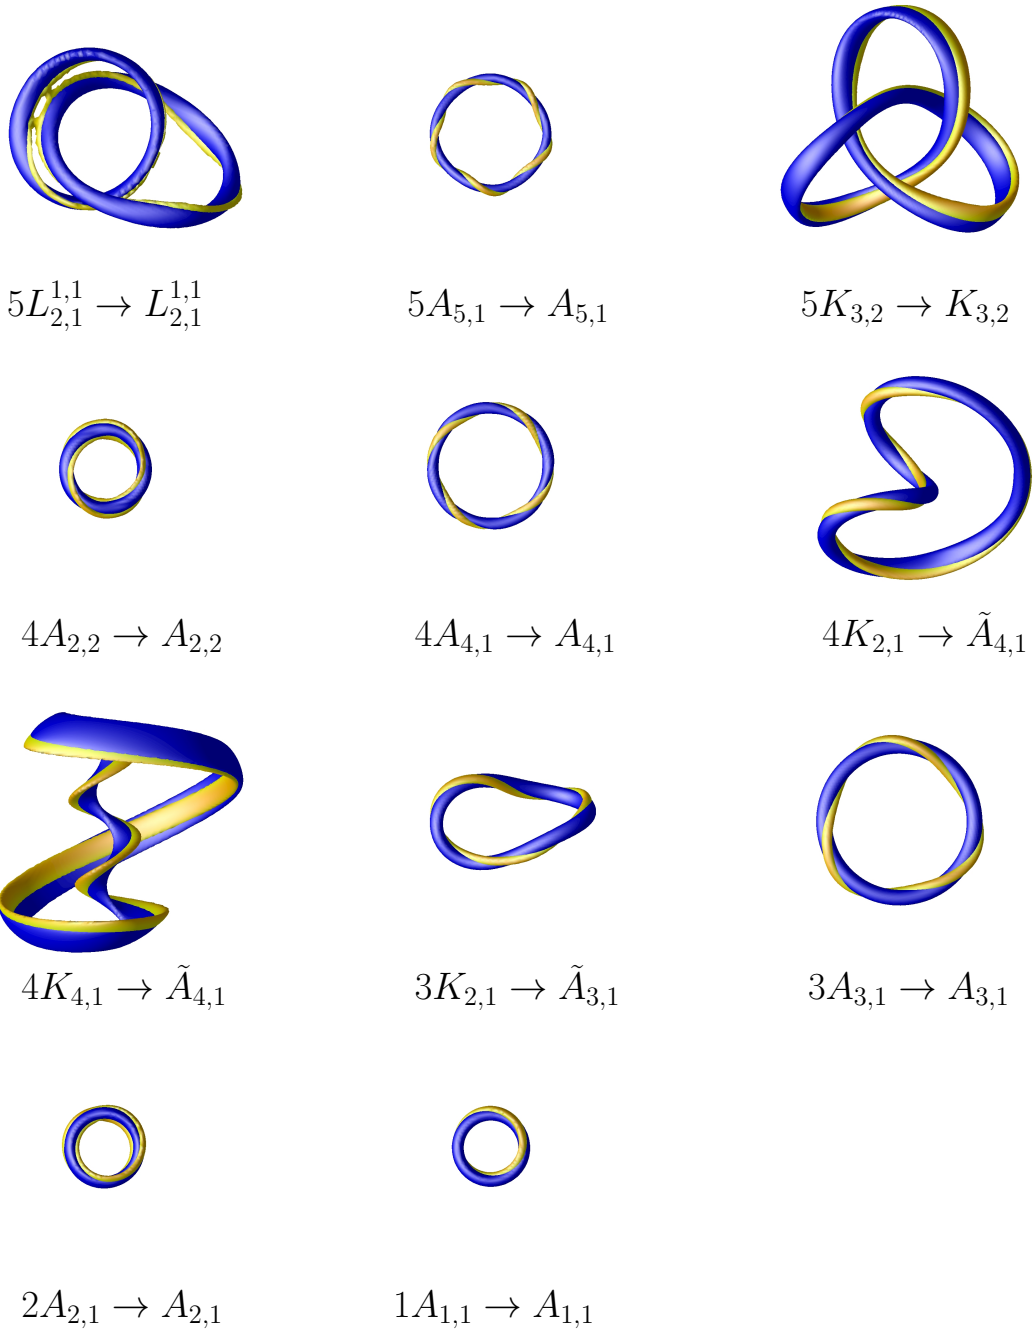 5L_{2,1}^{1,1} → L_{2,1}^{1,1}
5A_{5,1} → A_{5,1}
5K_{3,2} → K_{3,2}
4A_{2,2} → A_{2,2}
4A_{4,1} → A_{4,1}
4K_{2,1} → Ã_{4,1}
4K_{4,1} → Ã_{4,1}
3K_{2,1} → Ã_{3,1}
3A_{3,1} → A_{3,1}
2A_{2,1} → A_{2,1}
1A_{1,1} → A_{1,1}